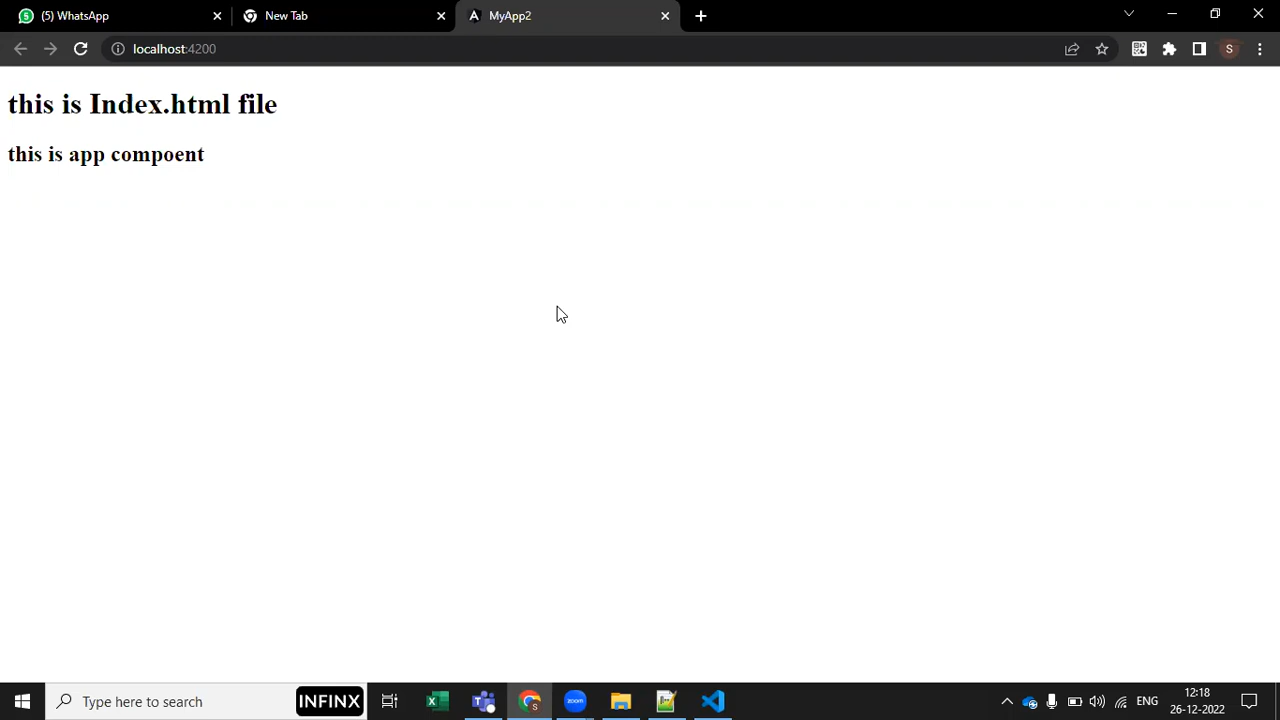 (5) WhatsApp
New Tab
MyApp2
localhost:4200
S
this is Index.html file
this is app compoent
Type here to search
INFINX
zoom
ENG
12:18
26-12-2022